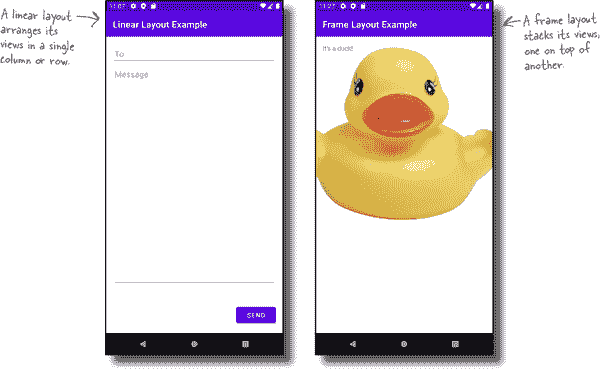 A linear layout
arranges its
views in a single
column or row.
11:07
Linear Layout Example
To
Message
SEND
11:27
Frame Layout Example
It's a duck!
A frame layout
stacks its views,
one on top of
another.